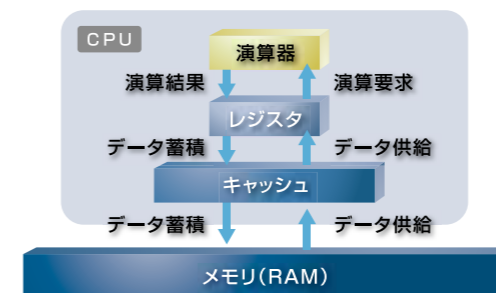 CPU
演算器
演算結果
演算要求
レジスタ
データ蓄積
データ供給
キャッシュ
データ蓄積
データ供給
メモリ(RAM)